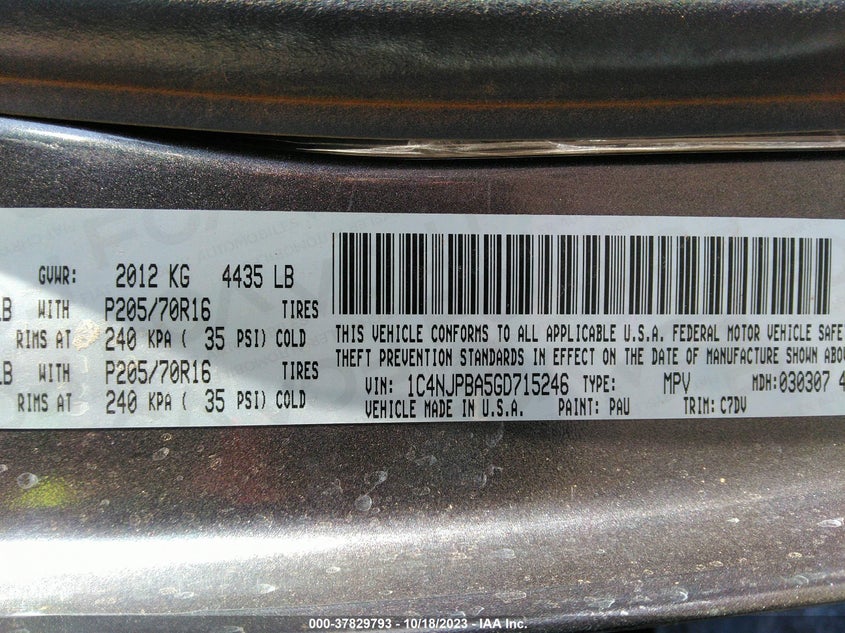 GVWR: 2012 KG 4435 LB
LB WITH P205/70R16 TIRES
RIMS AT 240 KPA ( 35 PSI) COLD
LB WITH P205/70R16 TIRES
RIMS AT 240 KPA ( 35 PSI) COLD
THIS VEHICLE CONFORMS TO ALL APPLICABLE U.S.A. FEDERAL MOTOR VEHICLE SAFE
THEFT PREVENTION STANDARDS IN EFFECT ON THE DATE OF MANUFACTURE SHOWN ABOV
VIN: 1C4NJPBA5GD715246 TYPE: MPV MDH:030307 4
VEHICLE MADE IN U.S.A. PAINT: PAU TRIM: C7DV
000-37829793 - 10/18/2023 - IAA Inc.